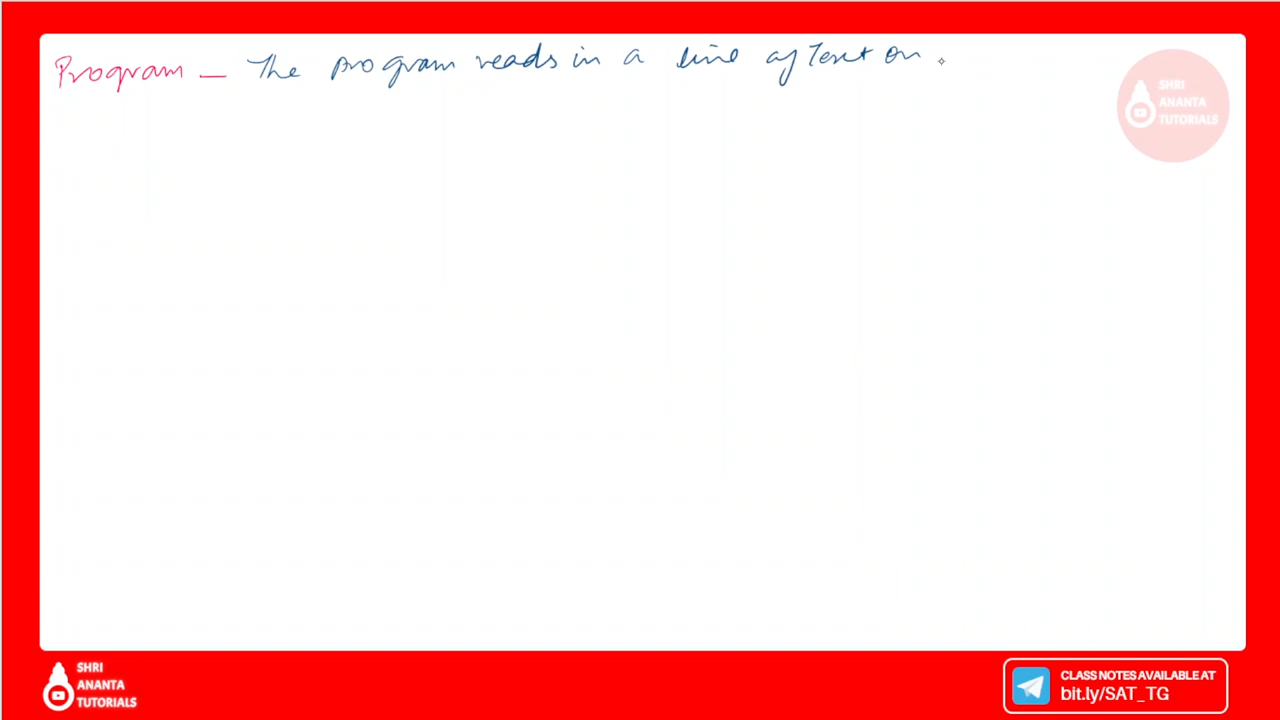 Program - The program reads in a line of Text on
SHRI
ANANTA
TUTORIALS
SHRI
ANANTA
TUTORIALS
CLASS NOTES AVAILABLE AT
bit.ly/SAT_TG